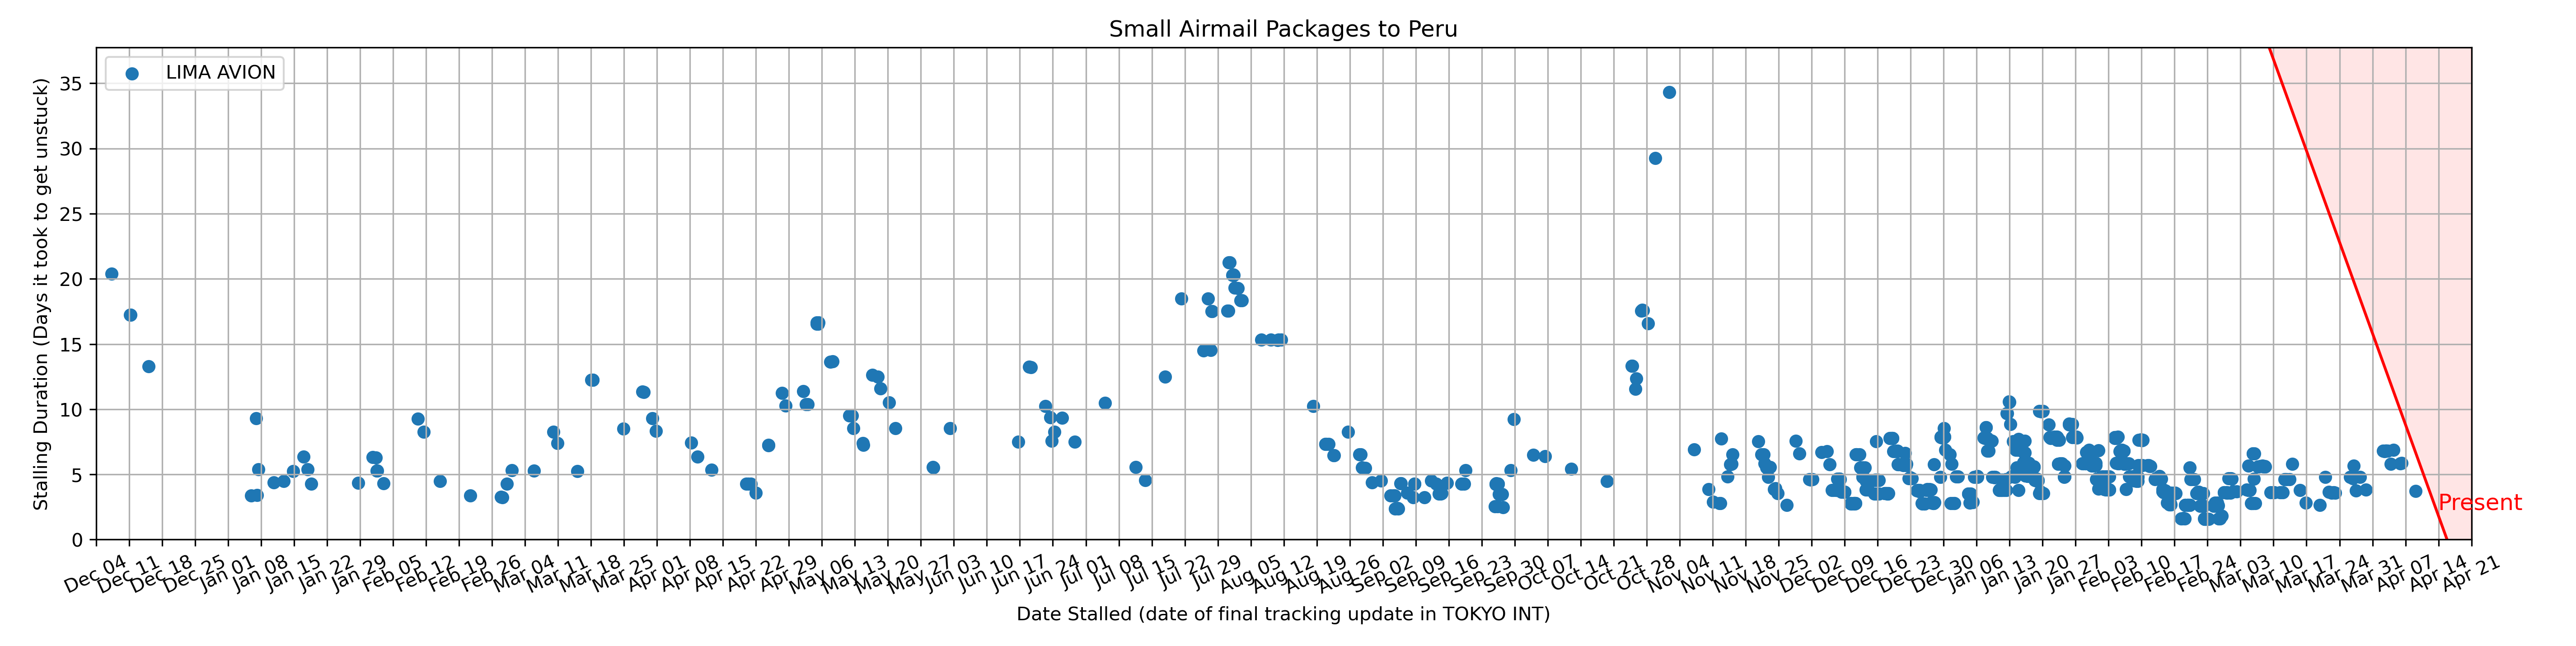 Small Airmail Packages to Peru
LIMA AVION
Stalling Duration (Days it took to get unstuck)
35
30
25
20
15
10
5
0
Present
Dec 04 Dec 11 Dec 18 Dec 25 Jan 01 Jan 08 Jan 15 Jan 22 Jan 29 Feb 05 Feb 12 Feb 19 Feb 26 Mar 04 Mar 11 Mar 18 Mar 25 Apr 01 Apr 08 Apr 15 Apr 22 Apr 29 May 06 May 13 May 20 May 27 Jun 03 Jun 10 Jun 17 Jun 24 Jul 01 Jul 08 Jul 15 Jul 22 Jul 29 Aug 05 Aug 12 Aug 19 Aug 26 Sep 02 Sep 09 Sep 16 Sep 23 Sep 30 Oct 07 Oct 14 Oct 21 Oct 28 Nov 04 Nov 11 Nov 18 Nov 25 Dec 02 Dec 09 Dec 16 Dec 23 Dec 30 Jan 06 Jan 13 Jan 20 Jan 27 Feb 03 Feb 10 Feb 17 Feb 24 Mar 03 Mar 10 Mar 17 Mar 24 Mar 31 Apr 07 Apr 14 Apr 21
Date Stalled (date of final tracking update in TOKYO INT)